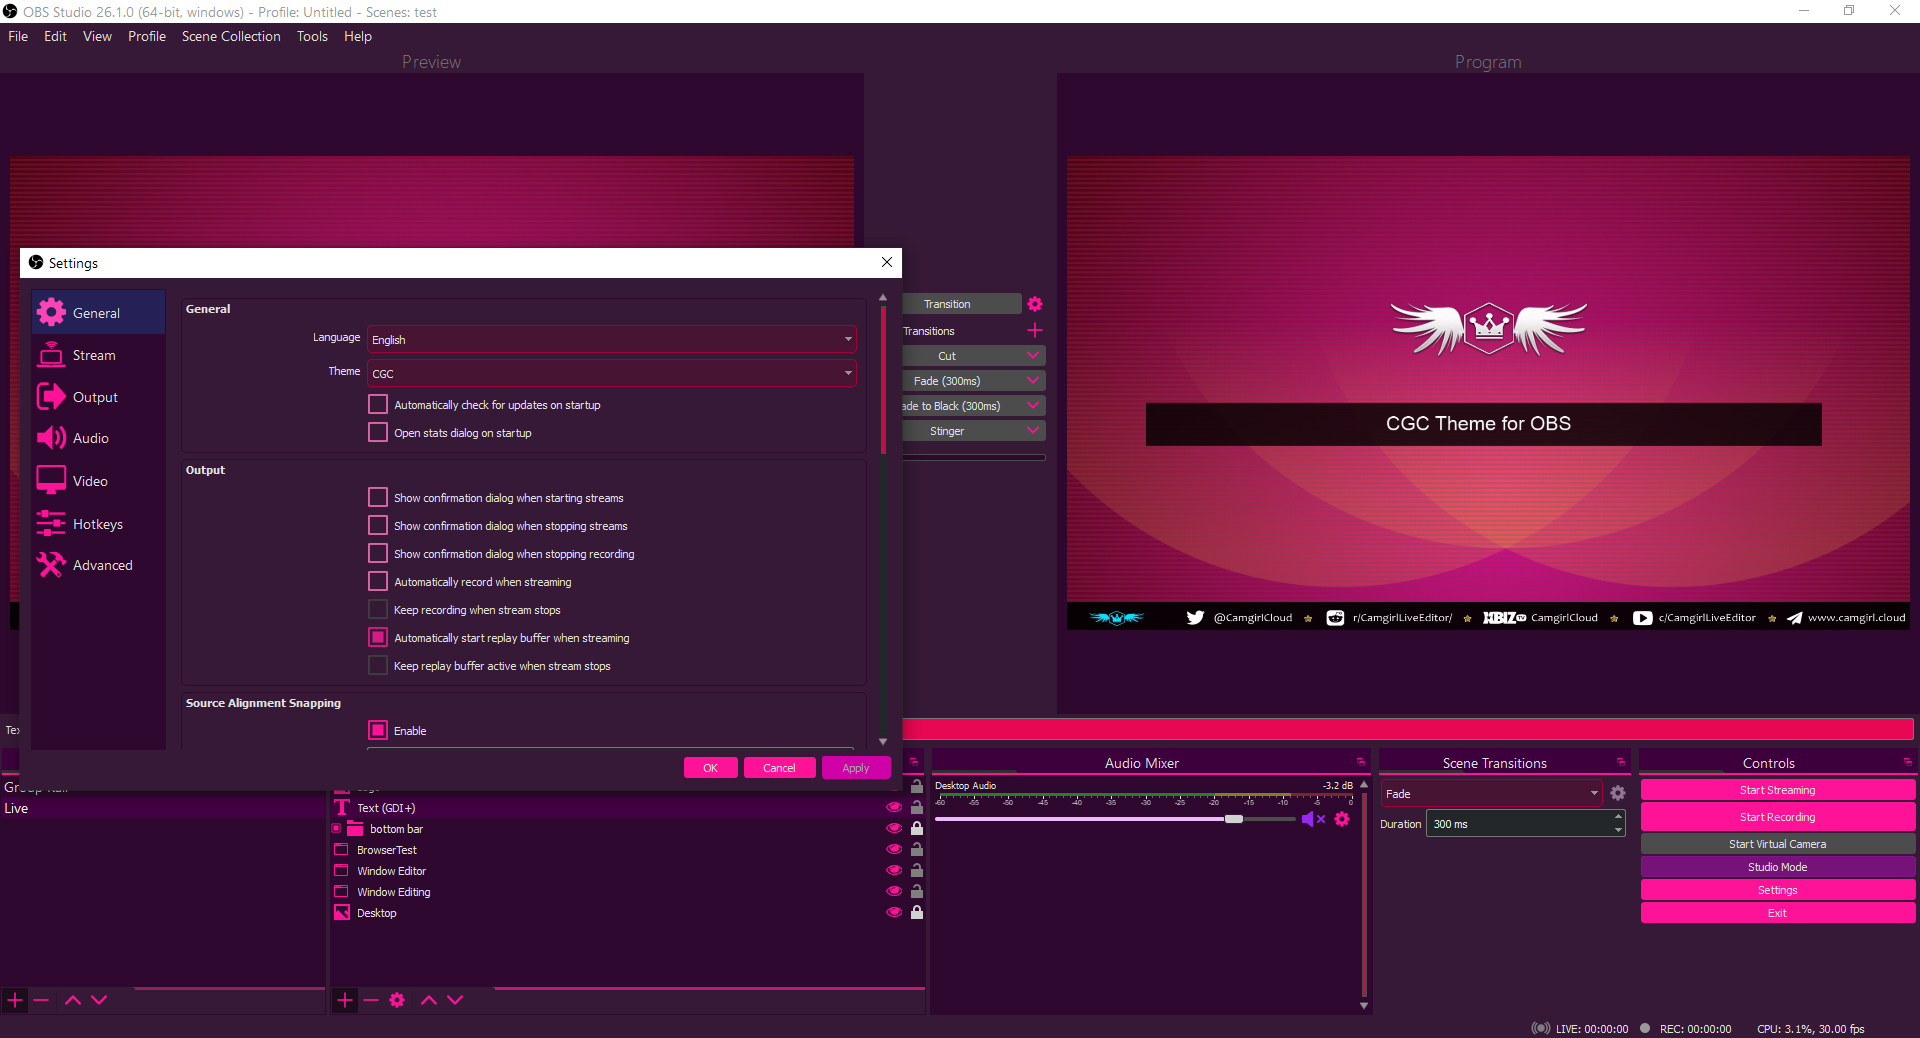 OBS Studio 26.1.0 (64-bit, windows) - Profile: Untitled - Scenes: test
File Edit View Profile Scene Collection Tools Help
Preview
Program
Settings
General
Stream
Output
Audio
Video
Hotkeys
Advanced
General
Language English
Theme CGC
Automatically check for updates on startup
Open stats dialog on startup
Output
Show confirmation dialog when starting streams
Show confirmation dialog when stopping streams
Show confirmation dialog when stopping recording
Automatically record when streaming
Keep recording when stream stops
Automatically start replay buffer when streaming
Keep replay buffer active when stream stops
Source Alignment Snapping
Enable
OK Cancel Apply
Transition
Transitions
Cut
Fade (300ms)
ade to Black (300ms)
Stinger
CGC Theme for OBS
@CamgirlCloud r/CamgirlLiveEditor/ XBIZ TV CamgirlCloud c/CamgirlLiveEditor www.camgirl.cloud
Live
Text (GDI+)
bottom bar
BrowserTest
Window Editor
Window Editing
Desktop
Audio Mixer
Desktop Audio -3.2 dB
-60 -55 -50 -45 -40 -35 -30 -25 -20 -15 -10 -5 0
Scene Transitions
Fade
Duration 300 ms
Controls
Start Streaming
Start Recording
Start Virtual Camera
Studio Mode
Settings
Exit
LIVE: 00:00:00 REC: 00:00:00 CPU: 3.1%, 30.00 fps